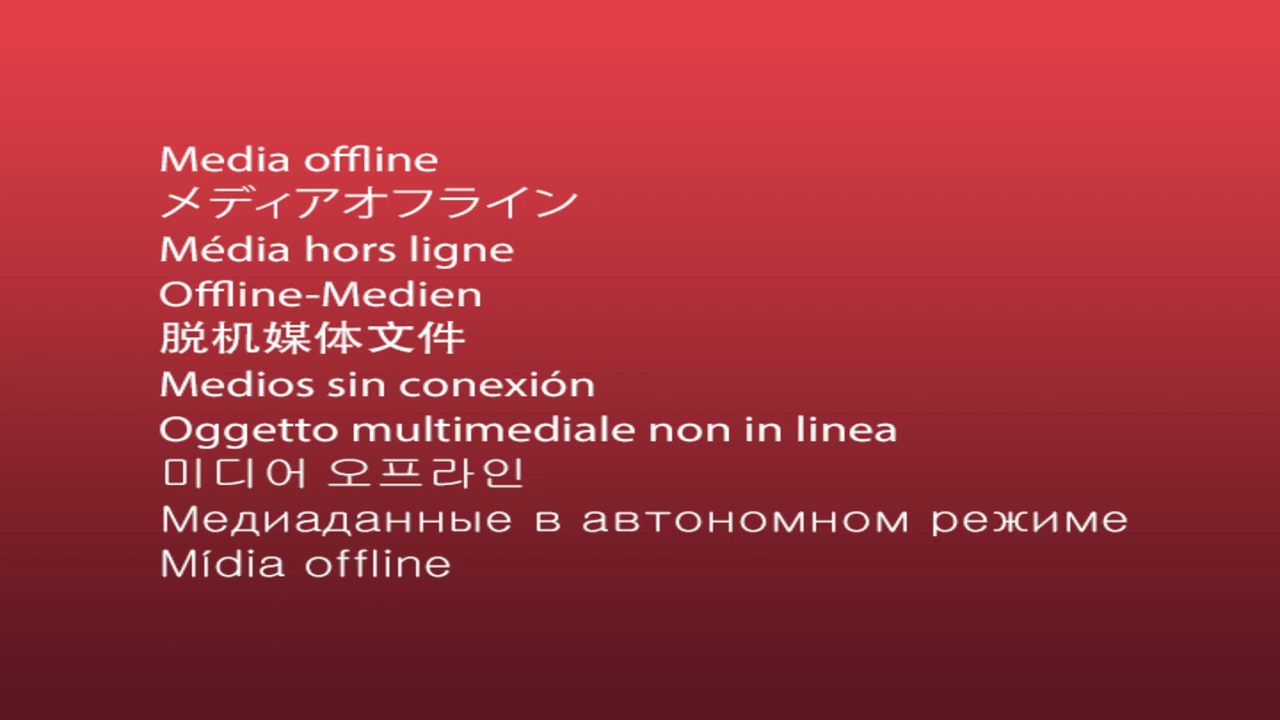 Media offline
メディアオフライン
Média hors ligne
Offline-Medien
脱机媒体文件
Medios sin conexión
Oggetto multimediale non in linea
미디어 오프라인
Медиаданные в автономном режиме
Mídia offline